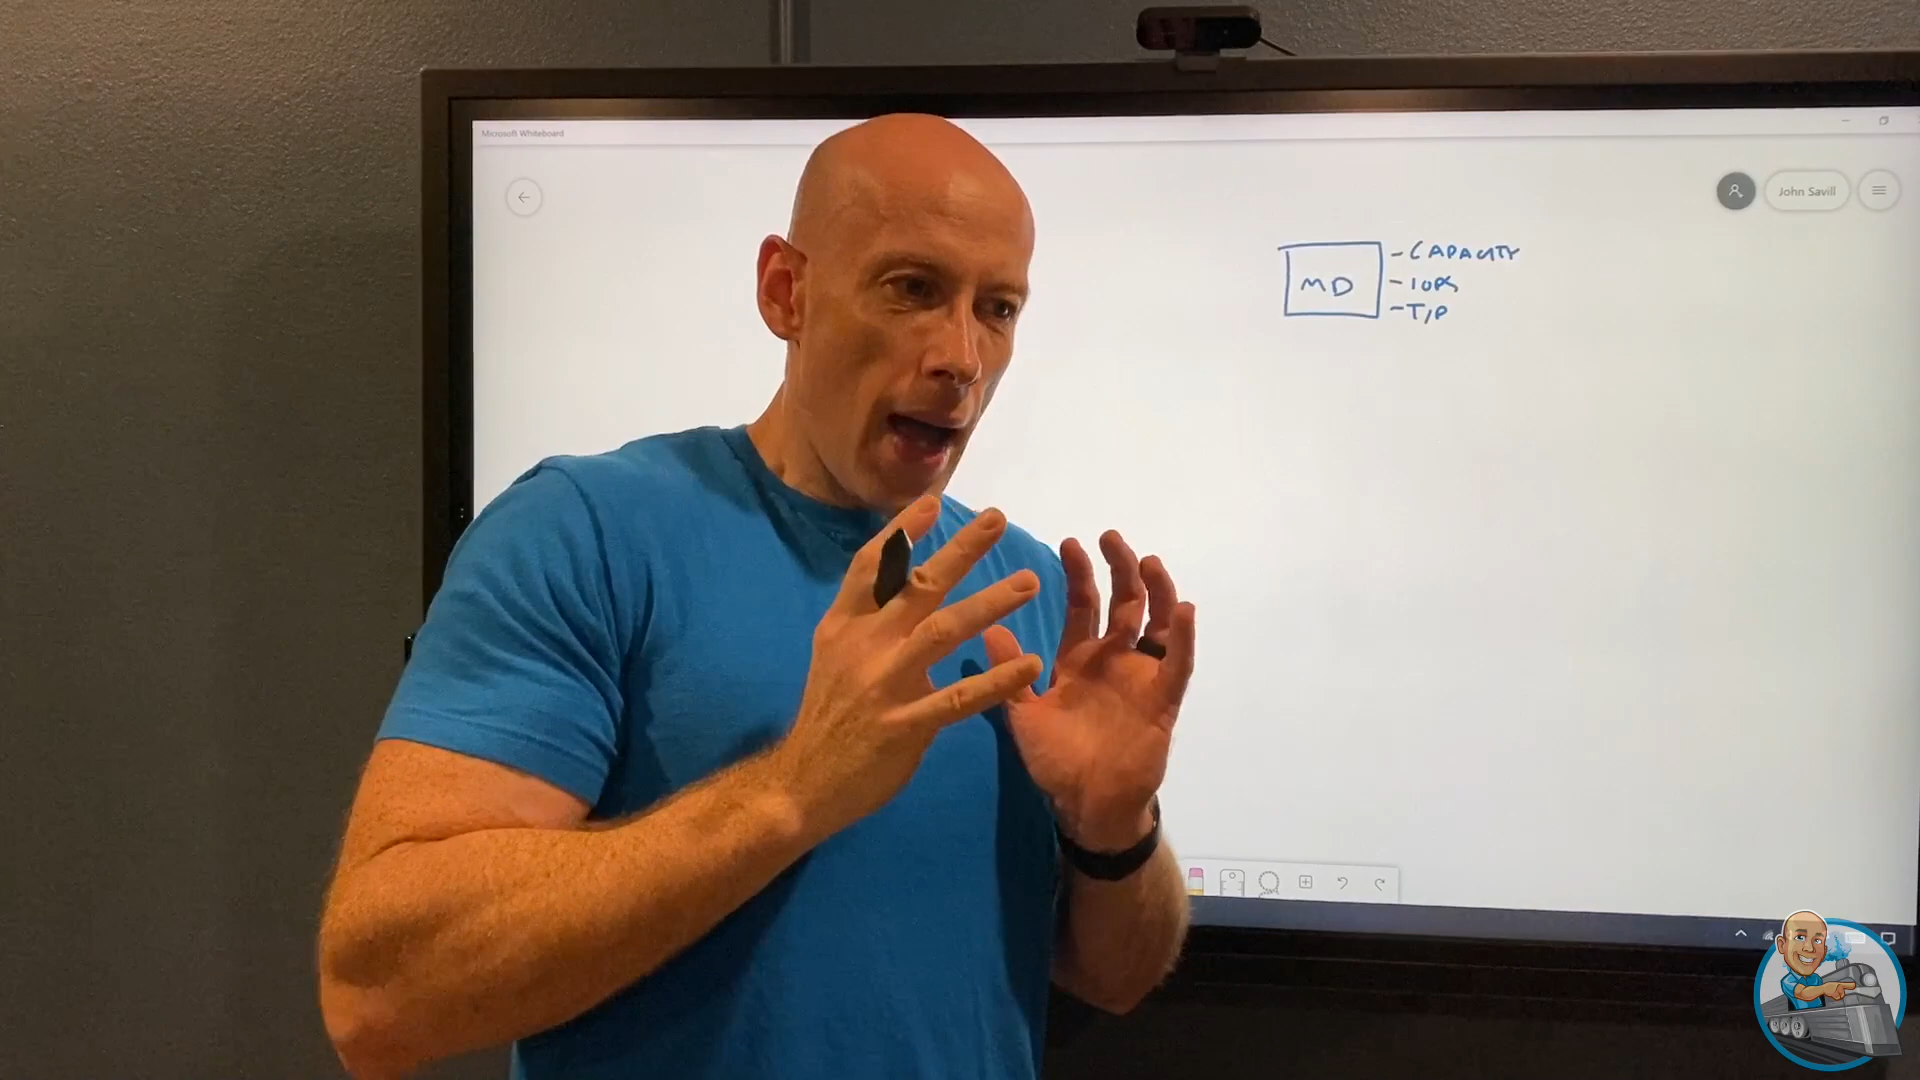 Microsoft Whiteboard
John Savill
MD
- CAPACITY
- IOPS
- T/P